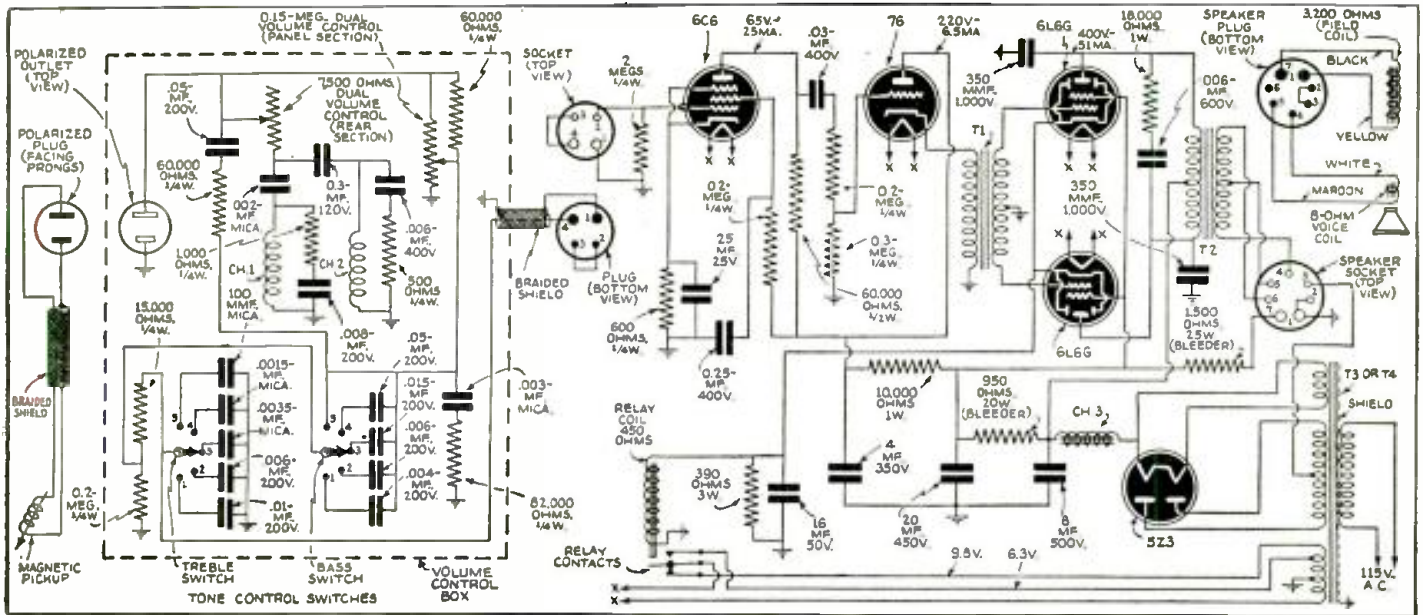 POLARIZED
OUTLET (TOP
VIEW)
POLARIZED
PLUG
(FACING
PRONGS)
BRAIDED
SHIELD
MAGNETIC
PICKUP
0.15-MEG. DUAL
VOLUME CONTROL
(PANEL SECTION)
60,000
OHMS,
1/4W.
.05-
MF.
200V.
7,500 OHMS,
DUAL
VOLUME
CONTROL
(REAR
SECTION)
60,000
OHMS,
1/4W.
.002-
MF.
MICA
0.3-
MF.
120V.
.006-
MF.
400V
1,000
OHMS,
1/4W.
CH.1
CH.2
500
OHMS
1/4W.
100
MMF.
MICA.
.008-
MF.
200V.
15,000
OHMS,
1/4W.
.0015-
MF.
MICA.
.0035-
MF.
MICA.
.006-
MF.
200V.
.01-
MF.
200V.
.05-
MF.
200V.
.015-
MF
200V.
.006-
MF.
200V.
.004-
MF.
200V.
5
4
3
2
1
5
4
3
2
1
.003-
MF
MICA.
82,000
OHMS,
1/4W.
0.2-
MEG.
1/4W.
TREBLE
SWITCH
BASS
SWITCH
TONE CONTROL SWITCHES
VOLUME
CONTROL
BOX
SOCKET
(TOP
VIEW)
2
MEGS
1/4W.
BRAIDED
SHIELD
PLUG
(BOTTOM
VIEW)
6C6
65V.-
.25MA.
.03-
MF
400V.
76
220V-
6.5MA
6L6G
400V-
51MA.
18,000
OHMS,
1W.
SPEAKER
PLUG
(BOTTOM
VIEW)
3,200 OHMS
(FIELD
COIL)
BLACK
YELLOW
WHITE
MAROON
8-OHM
VOICE
COIL
350
MMF.
1,000V.
.006-
MF.
600V.
T1
X X
X X
X X
X X
350
MMF.
1,000V.
T2
0.2-
MEG
1/4W.
0.2-
MEG
1/4W.
25
MF.
25V.
0.3-
MEG.,
1/4W.
60,000
OHMS,
1/2W.
600
OHMS,
1/4W.
0.25-
MF.
400V.
6L6G
1,500
OHMS
25W
(BLEEDER)
SPEAKER
SOCKET
(TOP
VIEW)
RELAY
COIL
450
OHMS
10,000
OHMS
1W.
950
OHMS
20W
(BLEEDER)
CH 3
T3 OR T4
SHIELD
390
OHMS
3W
4
MF
350V
16
MF
50V.
20
MF
450V.
8
MF
500V.
5Z3
RELAY
CONTACTS
9.8V.
6.3V.
115V.-
A.C.
X
X